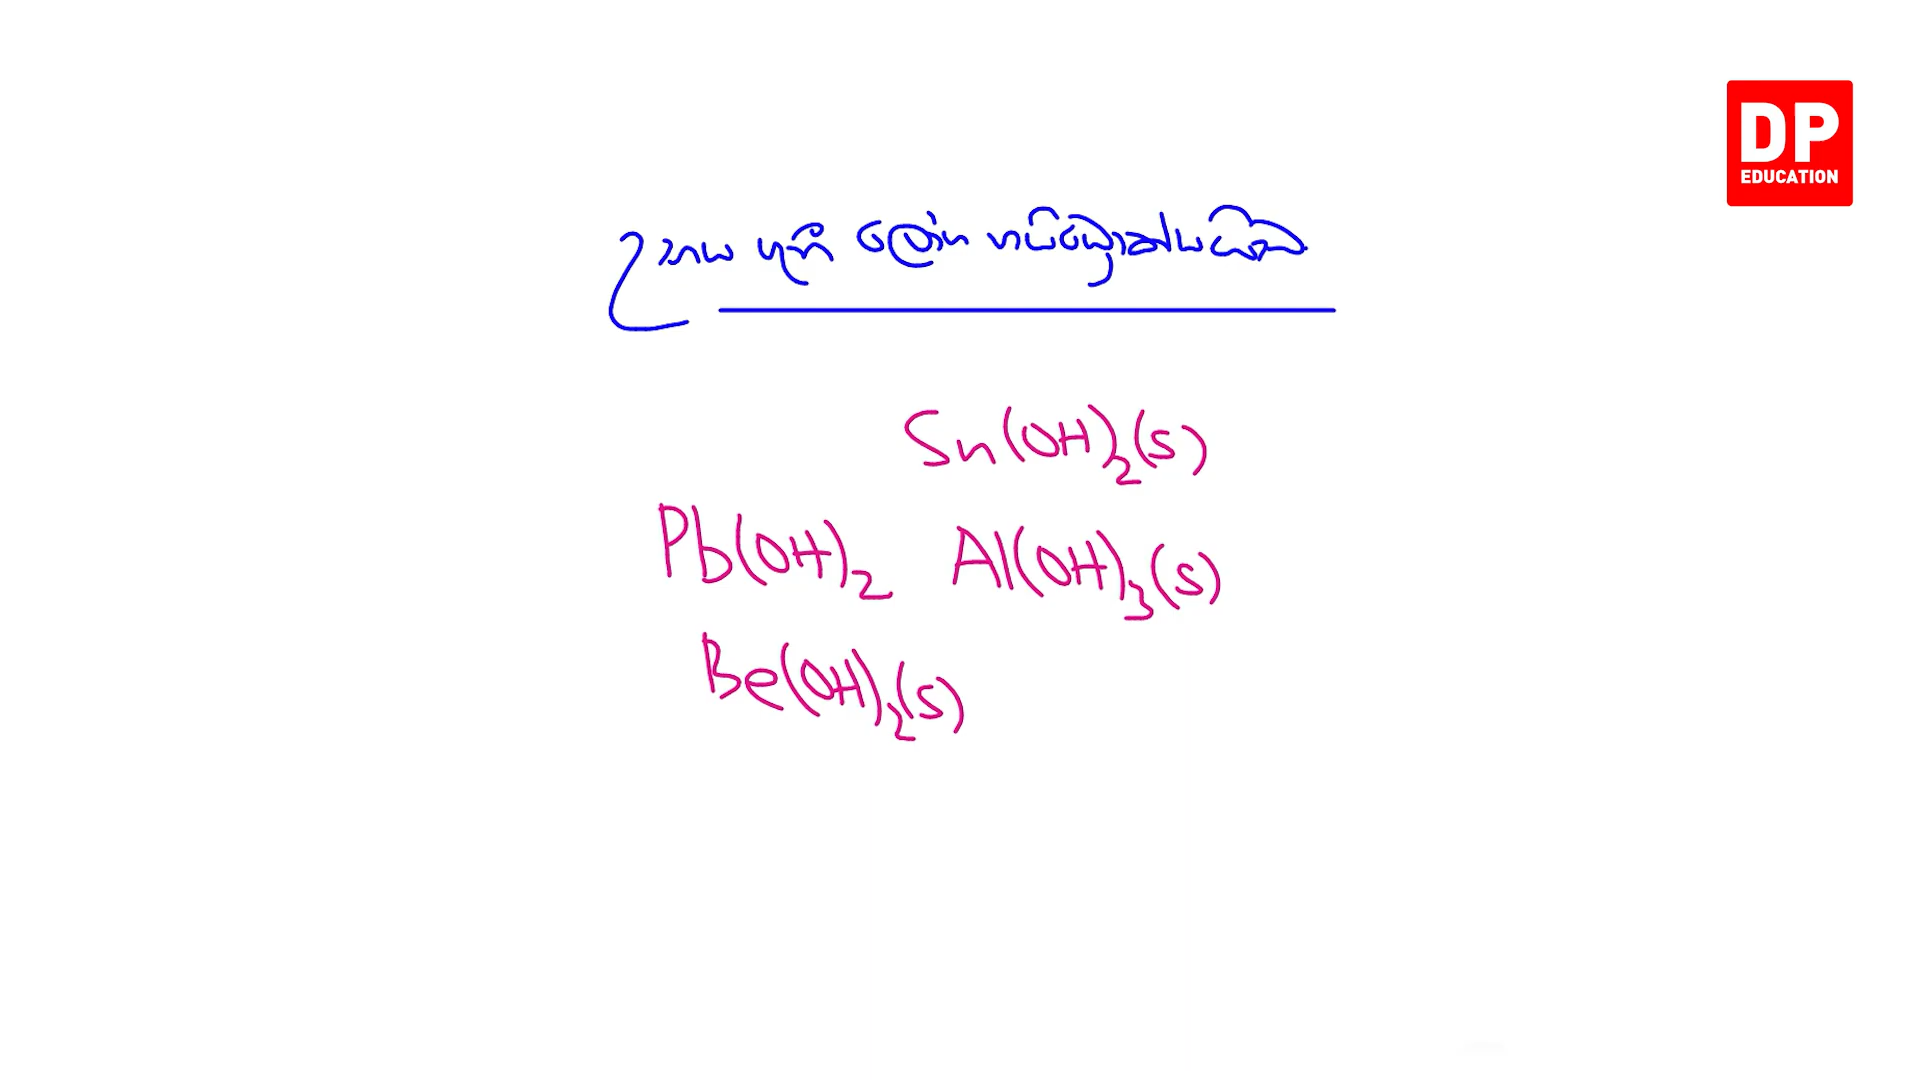 DP
EDUCATION
උභය ගුණී ලෝහ හයිඩ්‍රොක්සයිඩ
Sn(OH)₂(s)
Pb(OH)₂ Al(OH)₃(s)
Be(OH)₂(s)